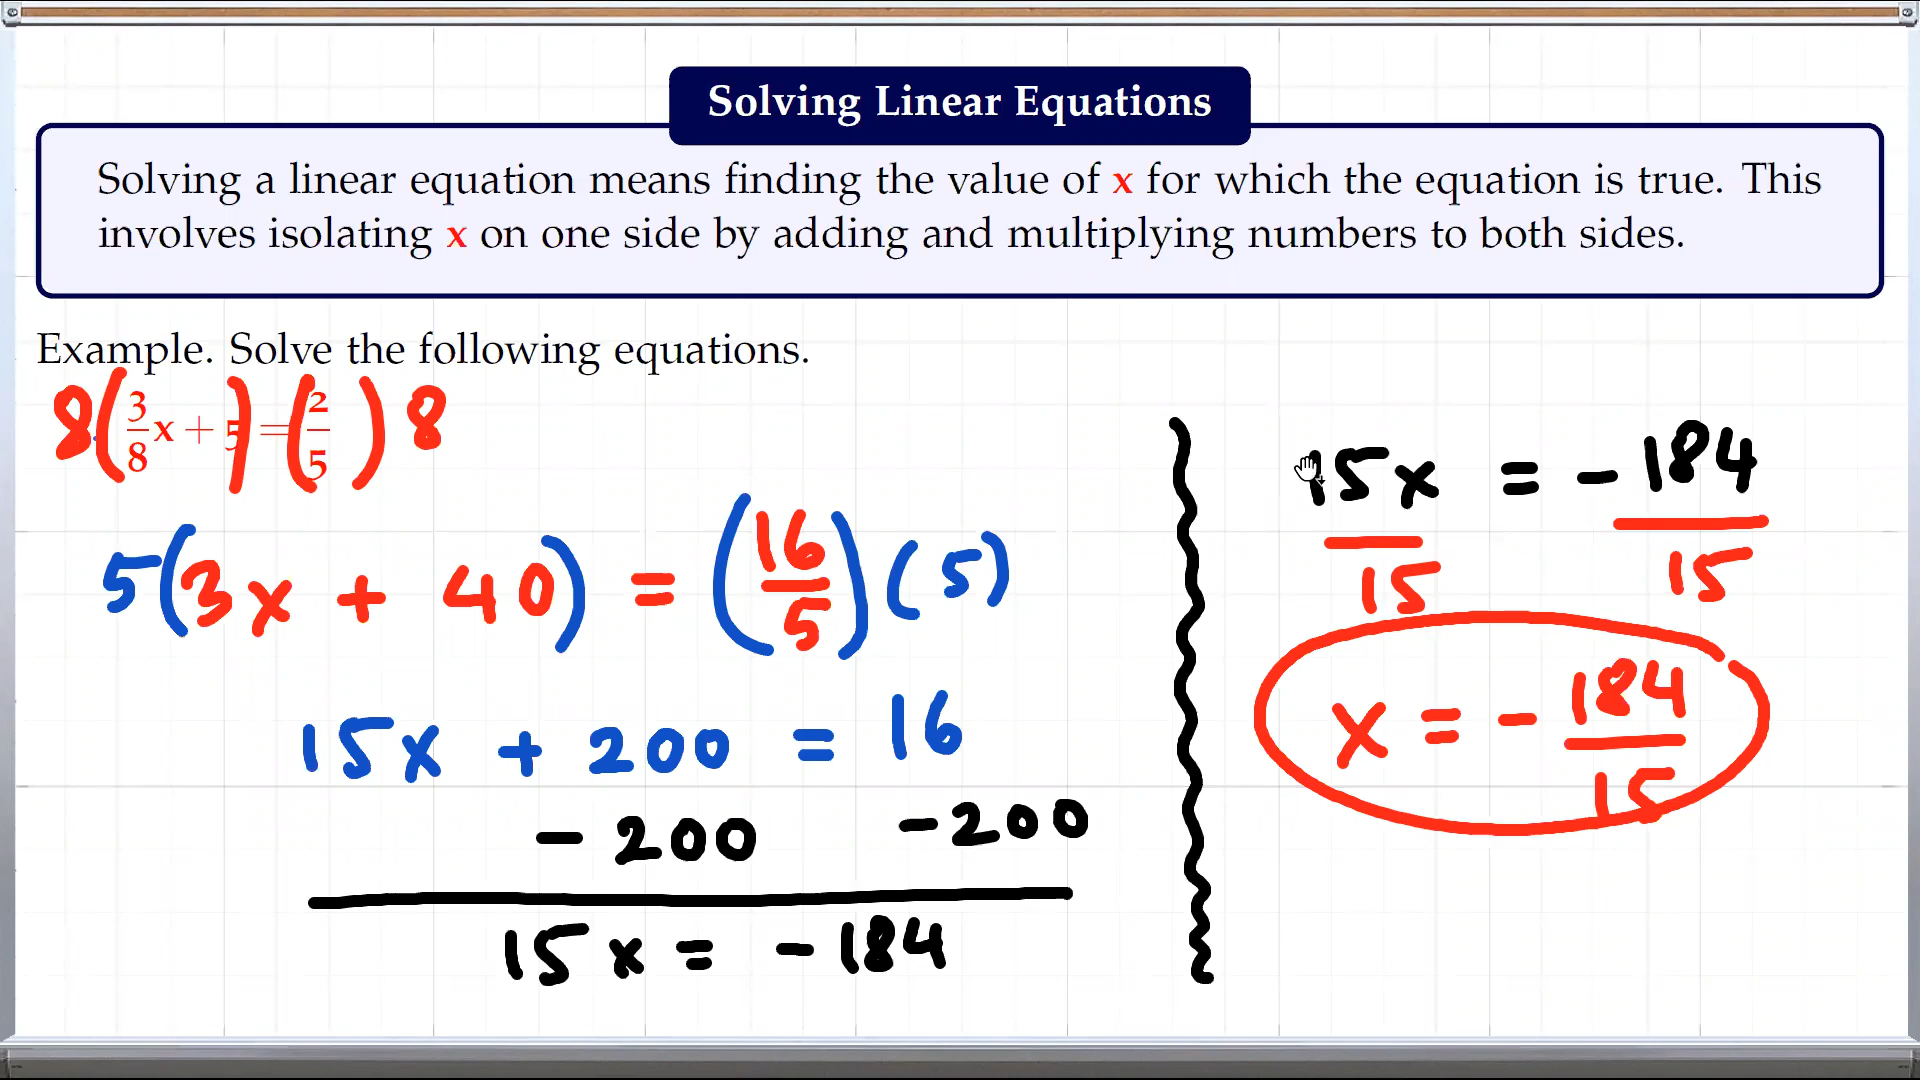 Solving Linear Equations
Solving a linear equation means finding the value of x for which the equation is true. This
involves isolating x on one side by adding and multiplying numbers to both sides.
Example. Solve the following equations.
8(3/8 x + 5) = (2/5) 8
5(3x + 40) = (16/5)(5)
15x + 200 = 16
- 200 -200
15x = -184
15x = -184
15 15
x = -184/15